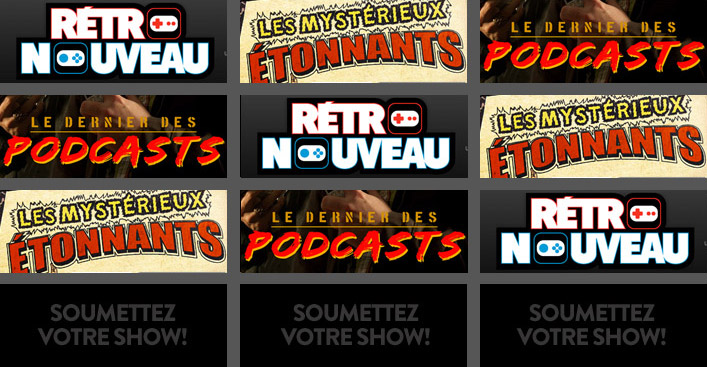 RÉTRO
NOUVEAU
LES MYSTÉRIEUX
ÉTONNANTS
LE DERNIER DES
PODCASTS
LE DERNIER DES
PODCASTS
RÉTRO
NOUVEAU
LES MYSTÉRIEUX
ÉTONNANTS
LES MYSTÉRIEUX
ÉTONNANTS
LE DERNIER DES
PODCASTS
RÉTRO
NOUVEAU
SOUMETTEZ
VOTRE SHOW!
SOUMETTEZ
VOTRE SHOW!
SOUMETTEZ
VOTRE SHOW!